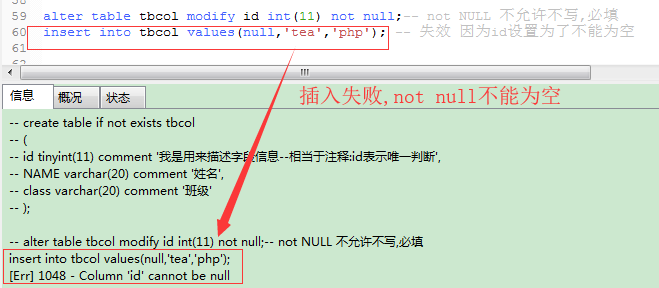 58
59 alter table tbcol modify id int(11) not null;-- not NULL 不允许不写,必填
60 insert into tbcol values(null,'tea','php'); -- 失效 因为id设置为了不能为空
61
插入失败,not null不能为空
信息 概况 状态
-- create table if not exists tbcol
-- (
-- id tinyint(11) comment '我是用来描述字段信息--相当于注释:id表示唯一判断',
-- NAME varchar(20) comment '姓名',
-- class varchar(20) comment '班级'
-- );
-- alter table tbcol modify id int(11) not null;-- not NULL 不允许不写,必填
insert into tbcol values(null,'tea','php');
[Err] 1048 - Column 'id' cannot be null